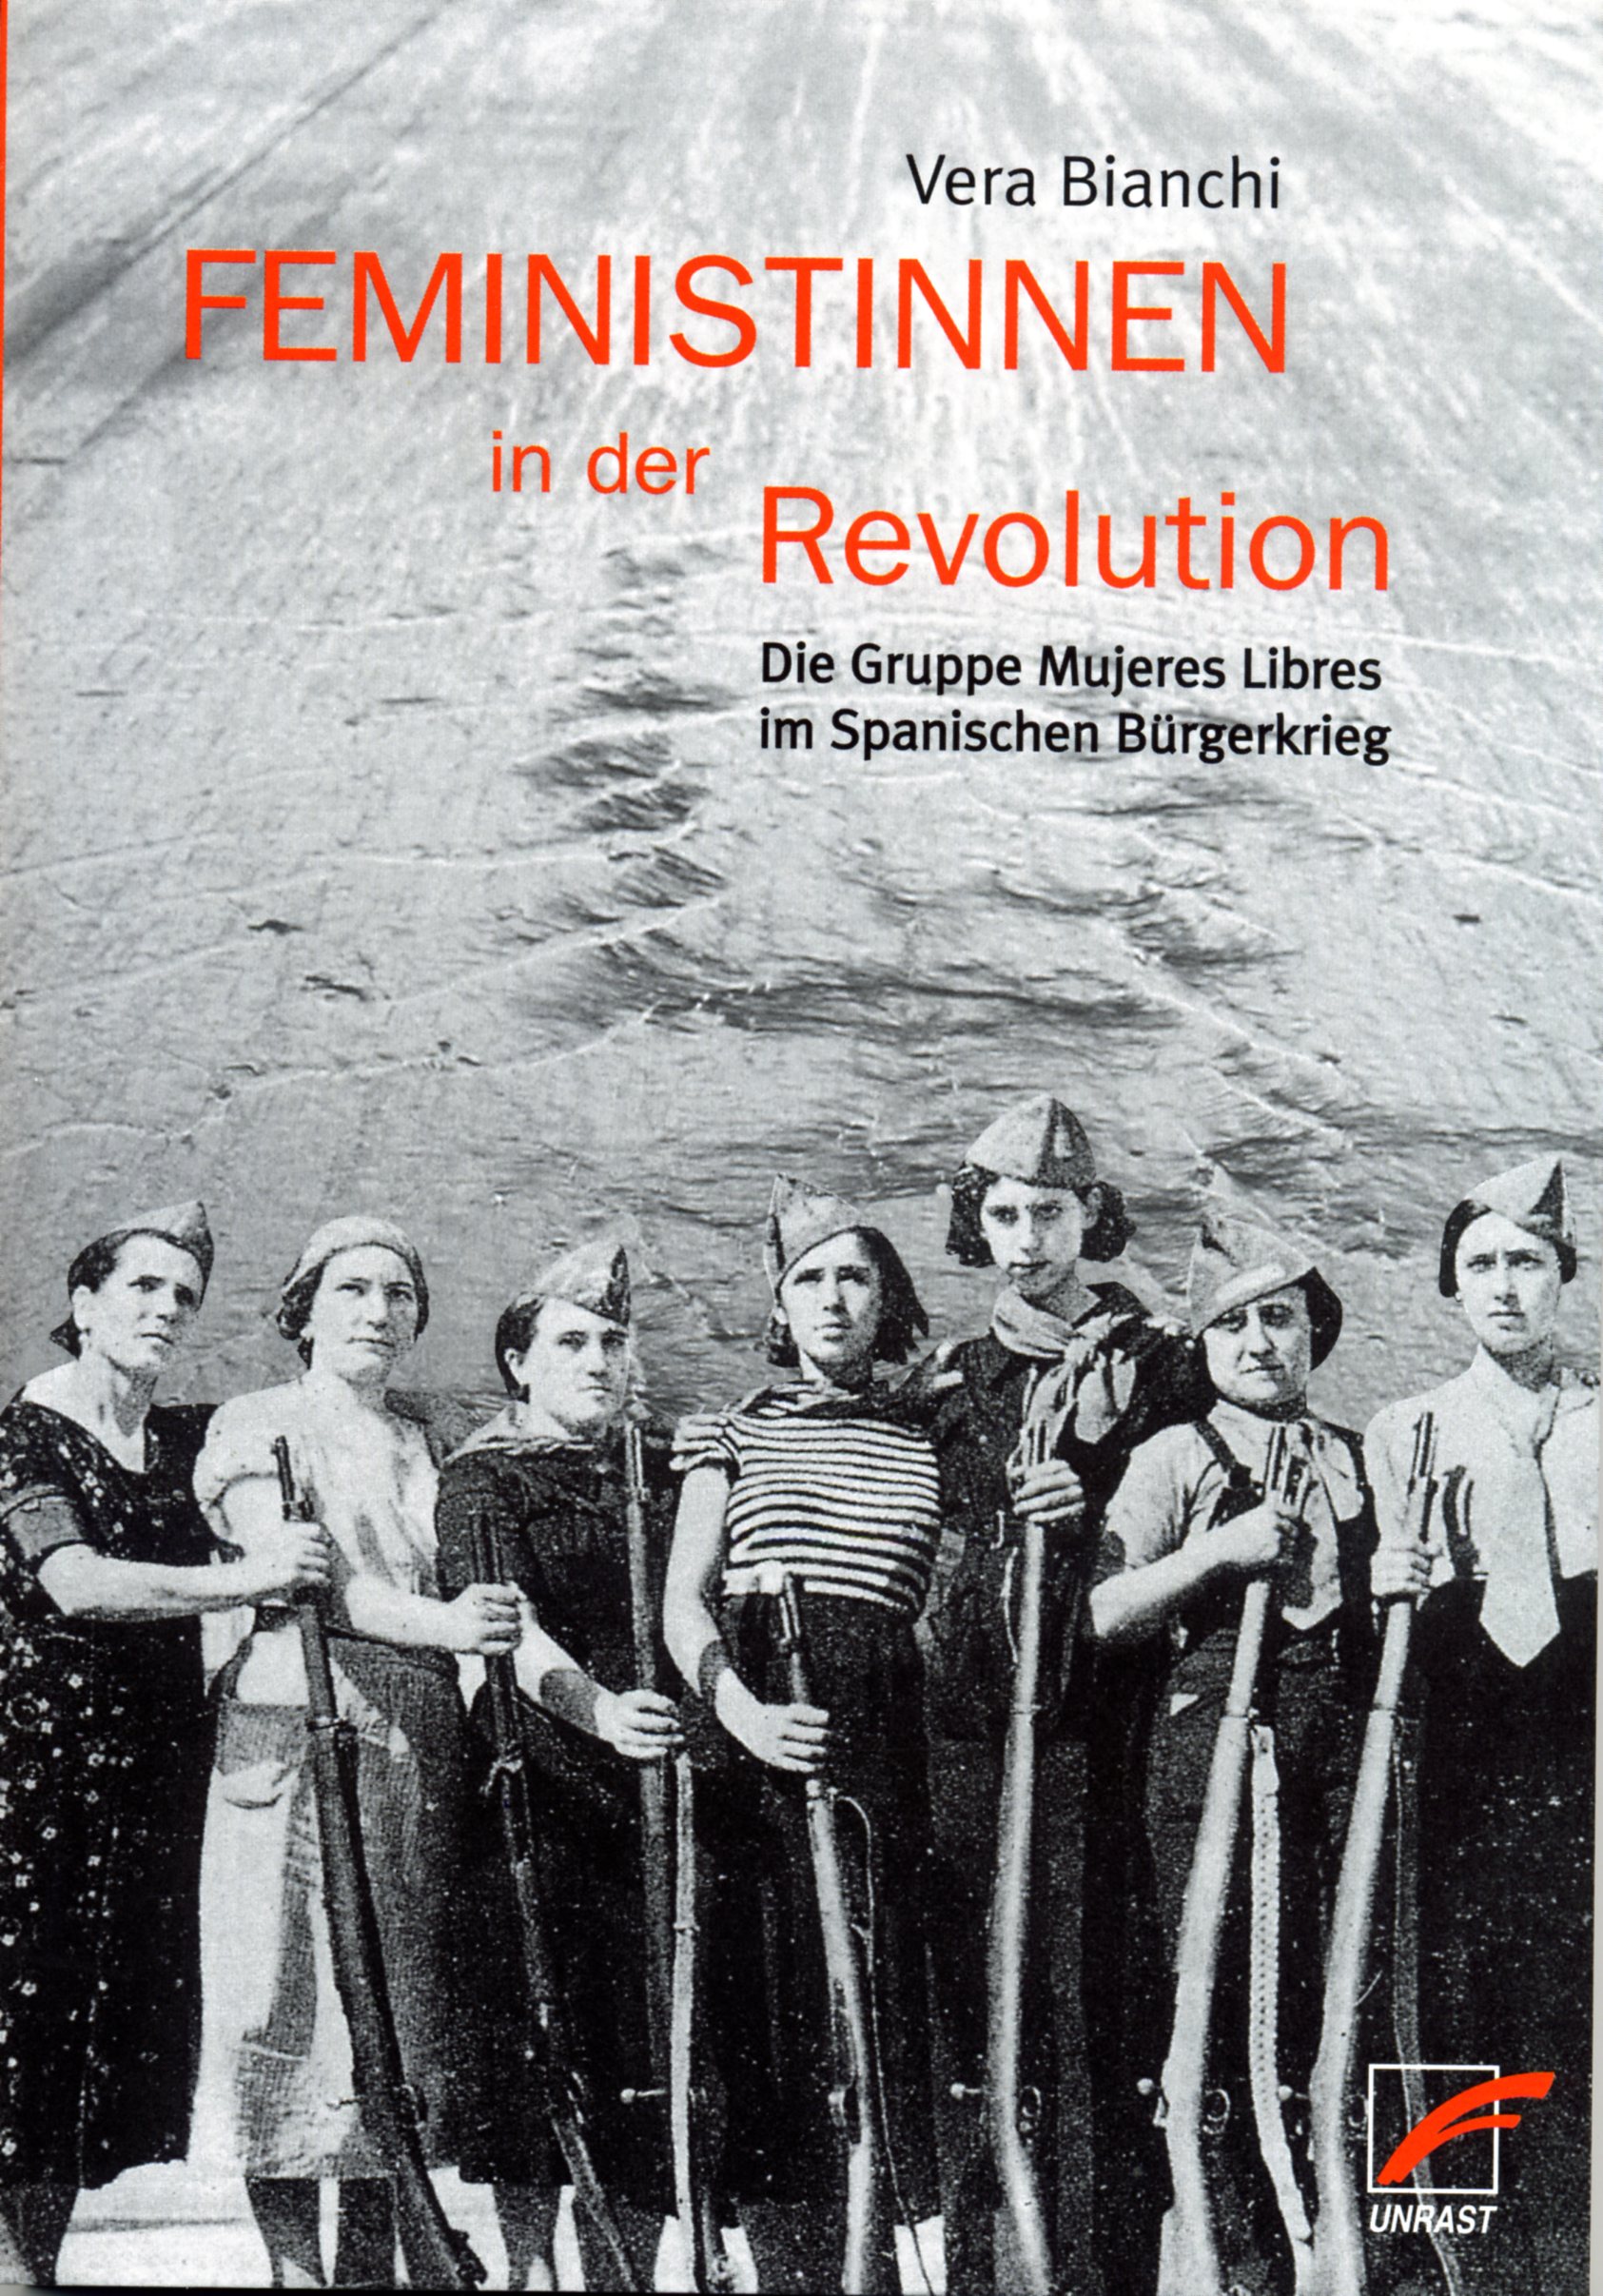 Vera Bianchi
FEMINISTINNEN
in der
Revolution
Die Gruppe Mujeres Libres
im Spanischen Bürgerkrieg
UNRAST